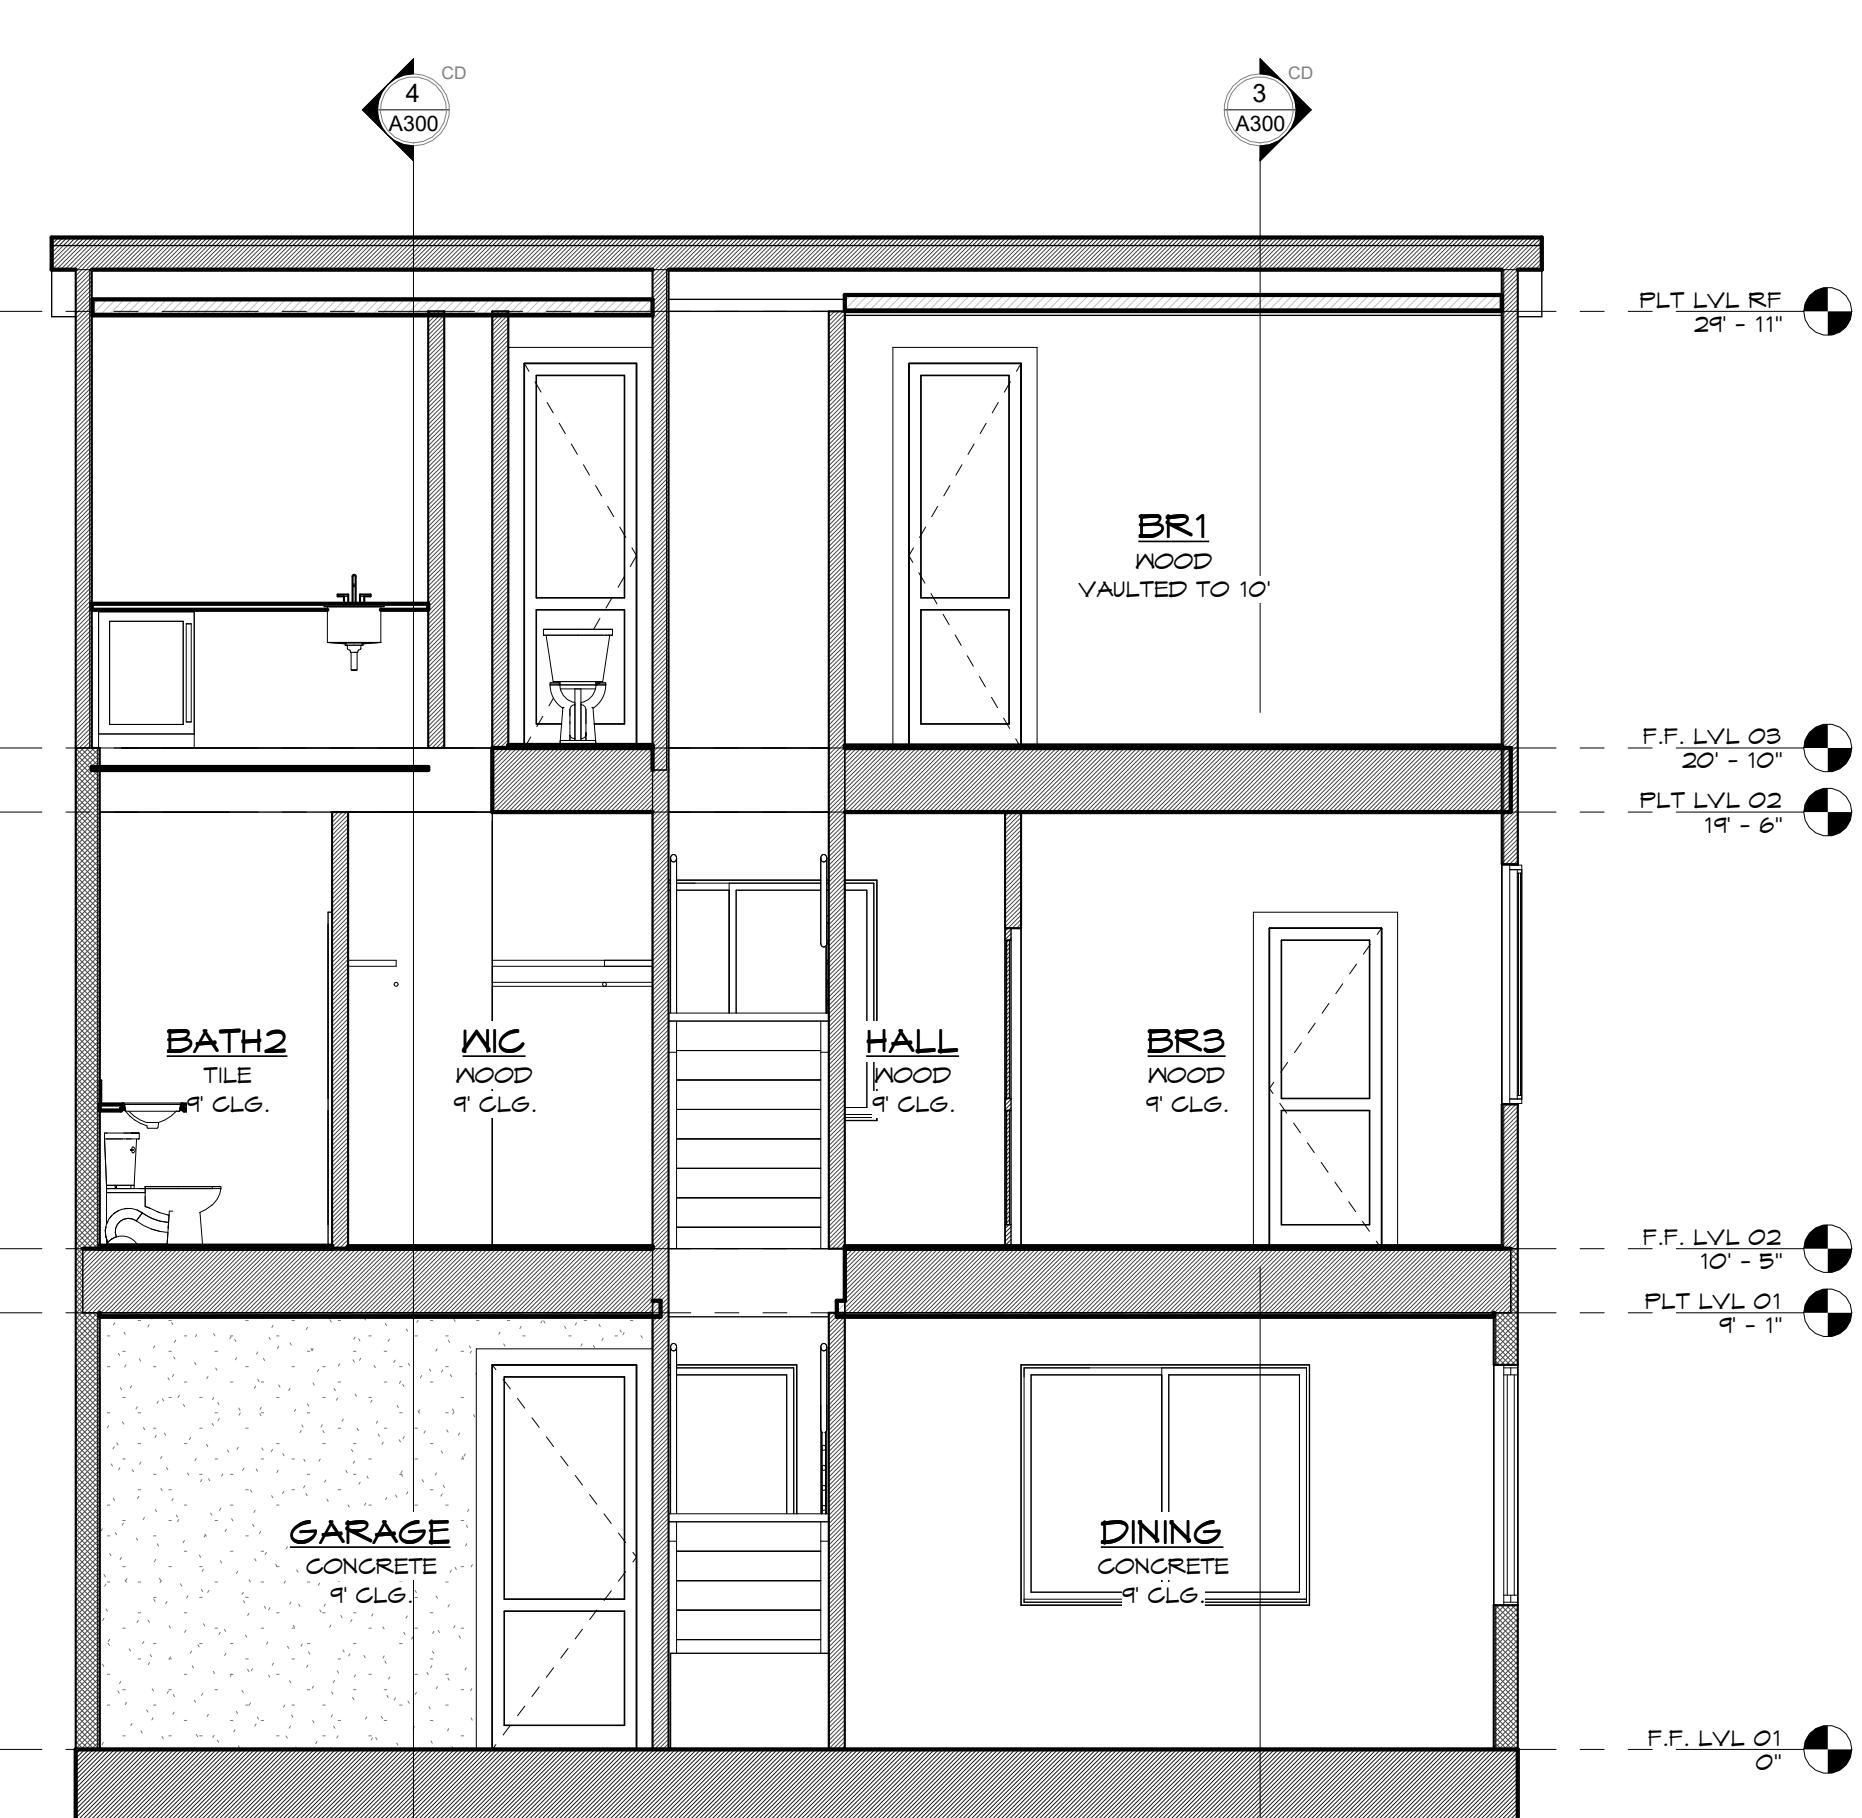 CD
4
A300
CD
3
A300
PLT LVL RF
29' - 11"
BR1
WOOD
VAULTED TO 10'
F.F. LVL 03
20' - 10"
PLT LVL 02
19' - 6"
BATH2
TILE
9' CLG.
WIC
WOOD
9' CLG.
HALL
WOOD
9' CLG.
BR3
WOOD
9' CLG.
F.F. LVL 02
10' - 5"
PLT LVL 01
9' - 1"
GARAGE
CONCRETE
9' CLG.
DINING
CONCRETE
9' CLG.
F.F. LVL 01
0"